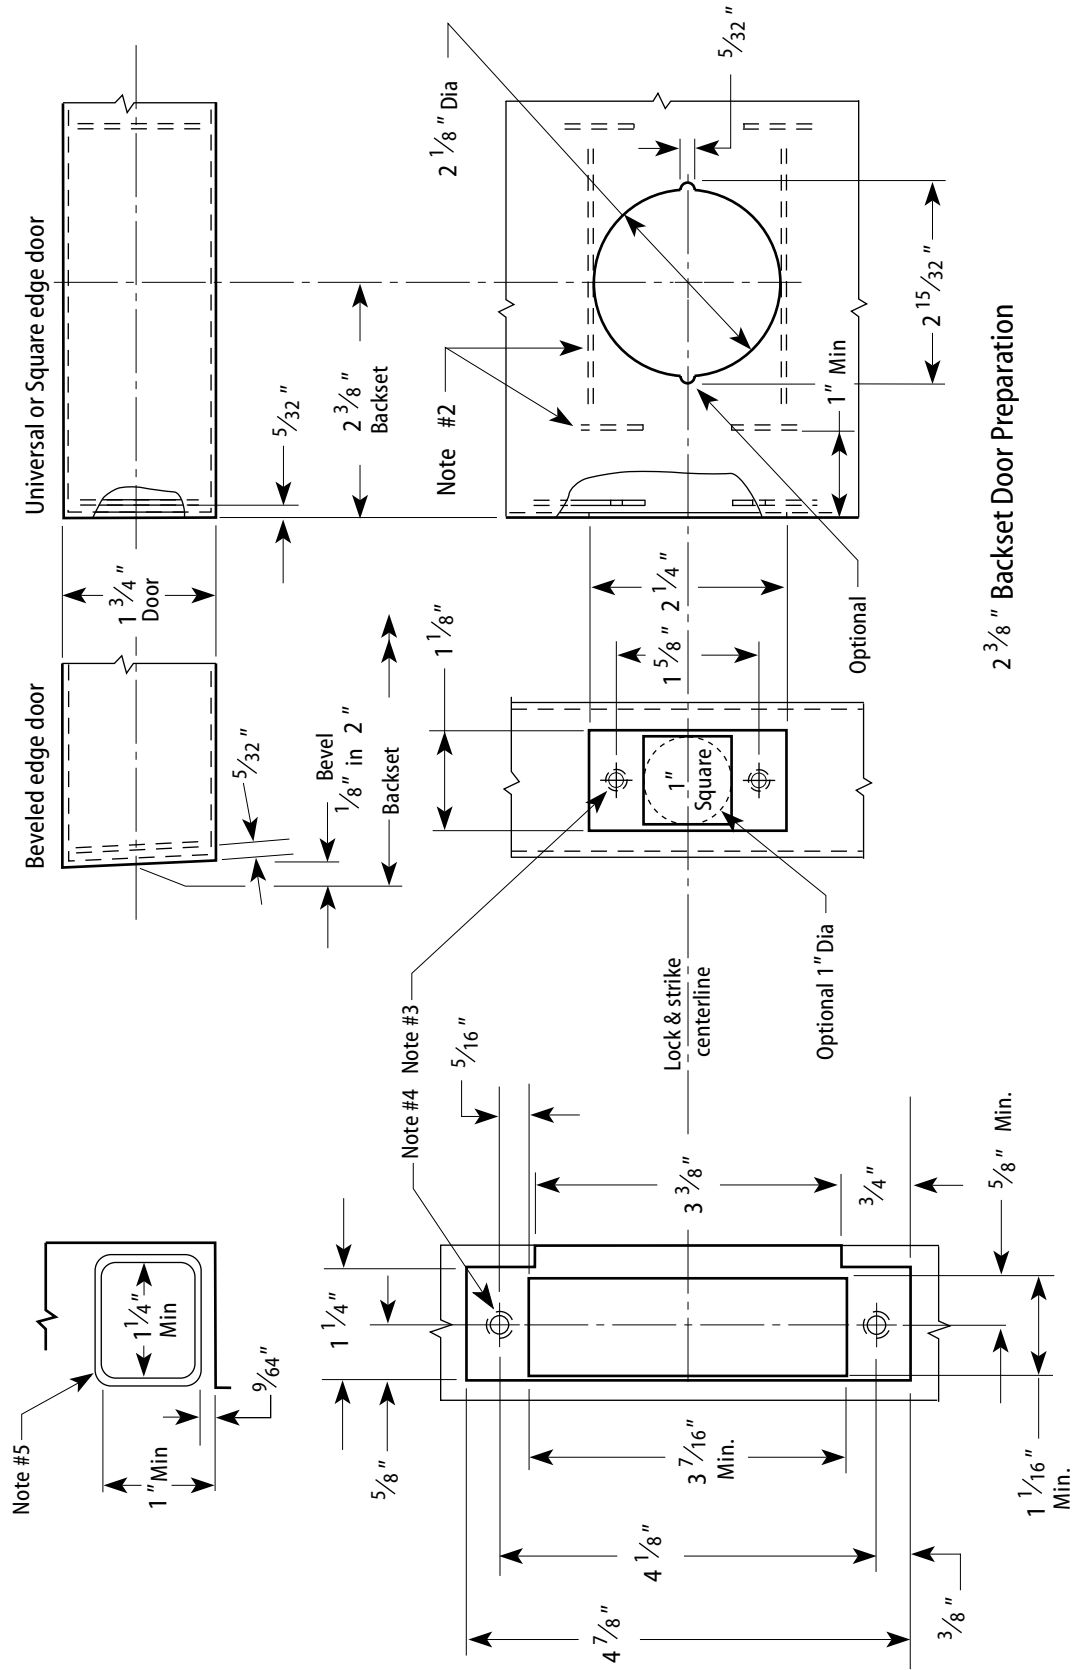 Note #5
1 " Min
1 1/4" Min
9/64"
Beveled edge door
Universal or Square edge door
1 3/4 "
Door
5/32 "
Bevel
1/8" in 2 "
Backset
5/32 "
2 3/8 "
Backset
1 1/4"
5/8"
Note #4 Note #3
5/16 "
1 1/8"
Note #2
2 1/8 " Dia
5/32 "
3 7/16"
Min.
3 3/8"
4 1/8"
4 7/8"
3/8 "
3/4"
5/8" Min.
1 1/16"
Min.
Lock & strike
centerline
1"
Square
1 5/8 "
2 1/4"
Optional 1" Dia
Optional
1" Min
2 15/32 "
2 3/8 " Backset Door Preparation